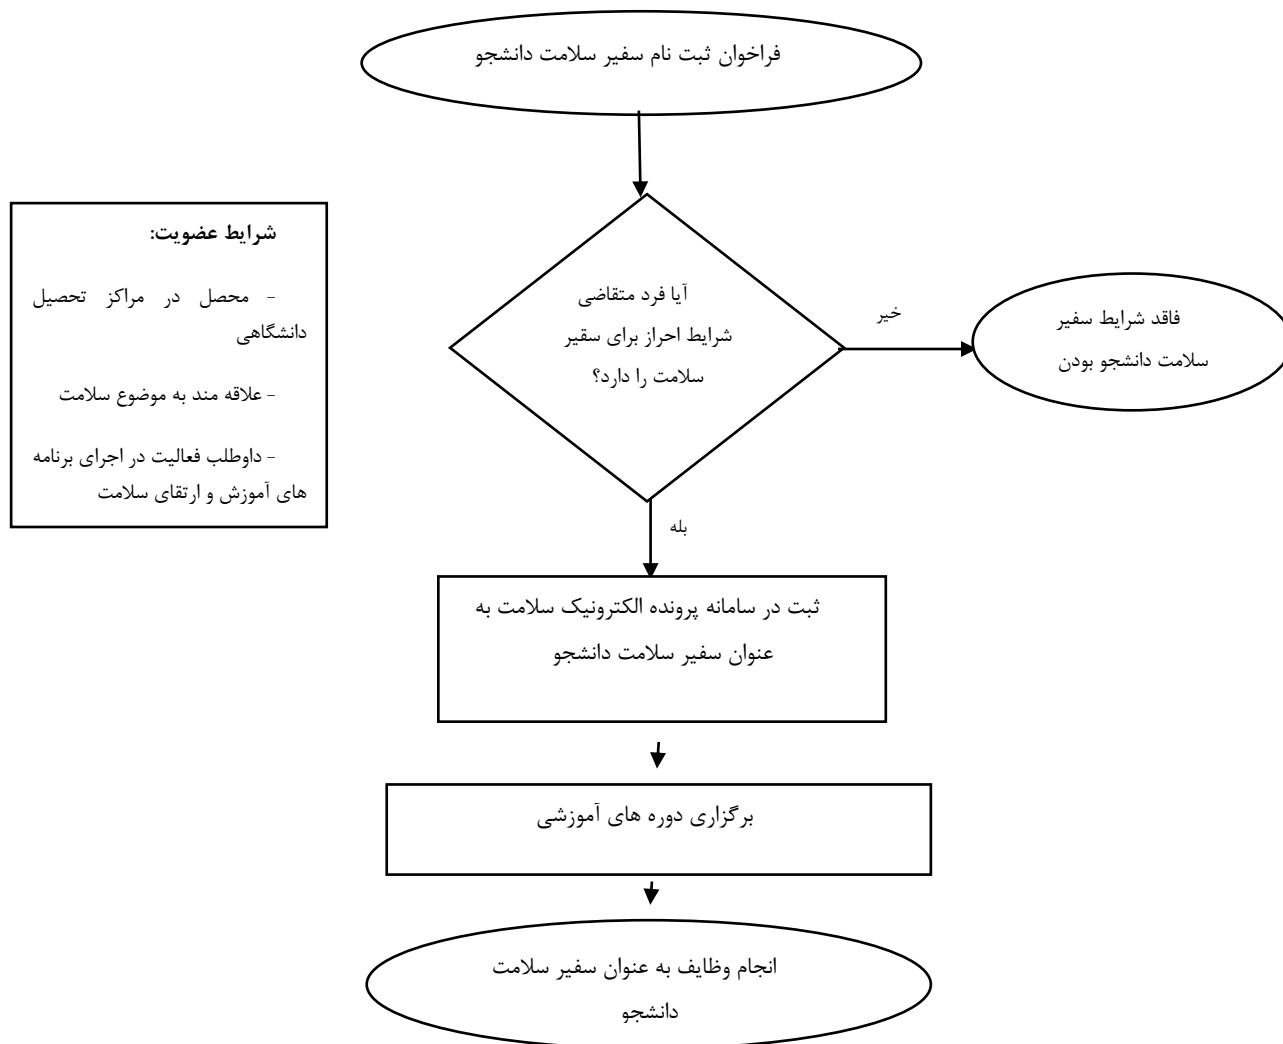 فراخوان ثبت نام سفیر سلامت دانشجو
شرایط عضویت:
- محصل در مراکز تحصیل
دانشگاهی
- علاقه مند به موضوع سلامت
- داوطلب فعالیت در اجرای برنامه
های آموزش و ارتقای سلامت
آیا فرد متقاضی
شرایط احراز برای سقیر
سلامت را دارد؟
خیر
فاقد شرایط سفیر
سلامت دانشجو بودن
بله
ثبت در سامانه پرونده الکترونیک سلامت به
عنوان سفیر سلامت دانشجو
برگزاری دوره های آموزشی
انجام وظایف به عنوان سفیر سلامت
دانشجو